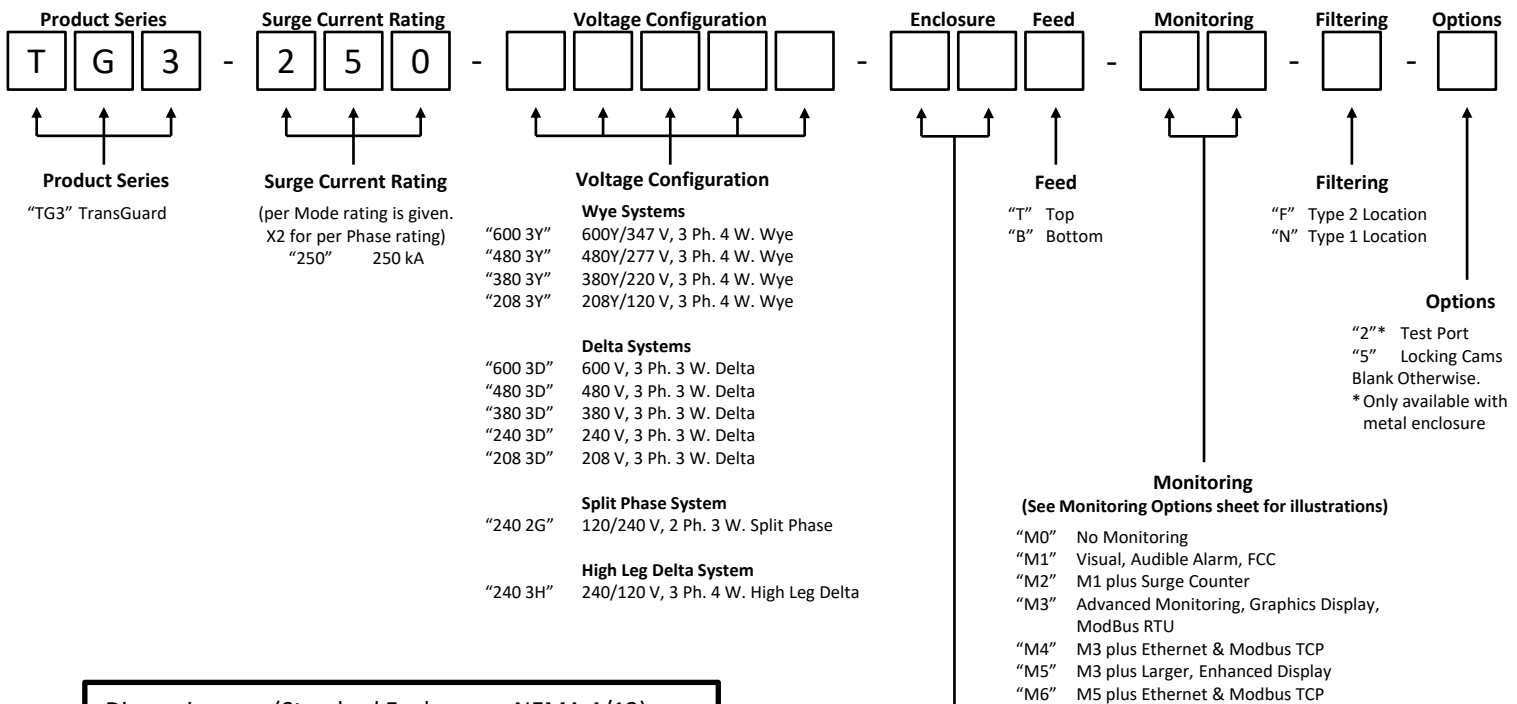 Product Series Surge Current Rating Voltage Configuration Enclosure Feed Monitoring Filtering Options
T G 3 - 2 5 0 - - - - -
Product Series
“TG3” TransGuard
Surge Current Rating
(per Mode rating is given.
X2 for per Phase rating)
“250” 250 kA
Voltage Configuration
Wye Systems
“600 3Y” 600Y/347 V, 3 Ph. 4 W. Wye
“480 3Y” 480Y/277 V, 3 Ph. 4 W. Wye
“380 3Y” 380Y/220 V, 3 Ph. 4 W. Wye
“208 3Y” 208Y/120 V, 3 Ph. 4 W. Wye
Delta Systems
“600 3D” 600 V, 3 Ph. 3 W. Delta
“480 3D” 480 V, 3 Ph. 3 W. Delta
“380 3D” 380 V, 3 Ph. 3 W. Delta
“240 3D” 240 V, 3 Ph. 3 W. Delta
“208 3D” 208 V, 3 Ph. 3 W. Delta
Split Phase System
“240 2G” 120/240 V, 2 Ph. 3 W. Split Phase
High Leg Delta System
“240 3H” 240/120 V, 3 Ph. 4 W. High Leg Delta
Feed
“T” Top
“B” Bottom
Filtering
“F” Type 2 Location
“N” Type 1 Location
Options
“2”* Test Port
“5” Locking Cams
Blank Otherwise.
* Only available with
metal enclosure
Monitoring
(See Monitoring Options sheet for illustrations)
“M0” No Monitoring
“M1” Visual, Audible Alarm, FCC
“M2” M1 plus Surge Counter
“M3” Advanced Monitoring, Graphics Display,
ModBus RTU
“M4” M3 plus Ethernet & Modbus TCP
“M5” M3 plus Larger, Enhanced Display
“M6” M5 plus Ethernet & Modbus TCP